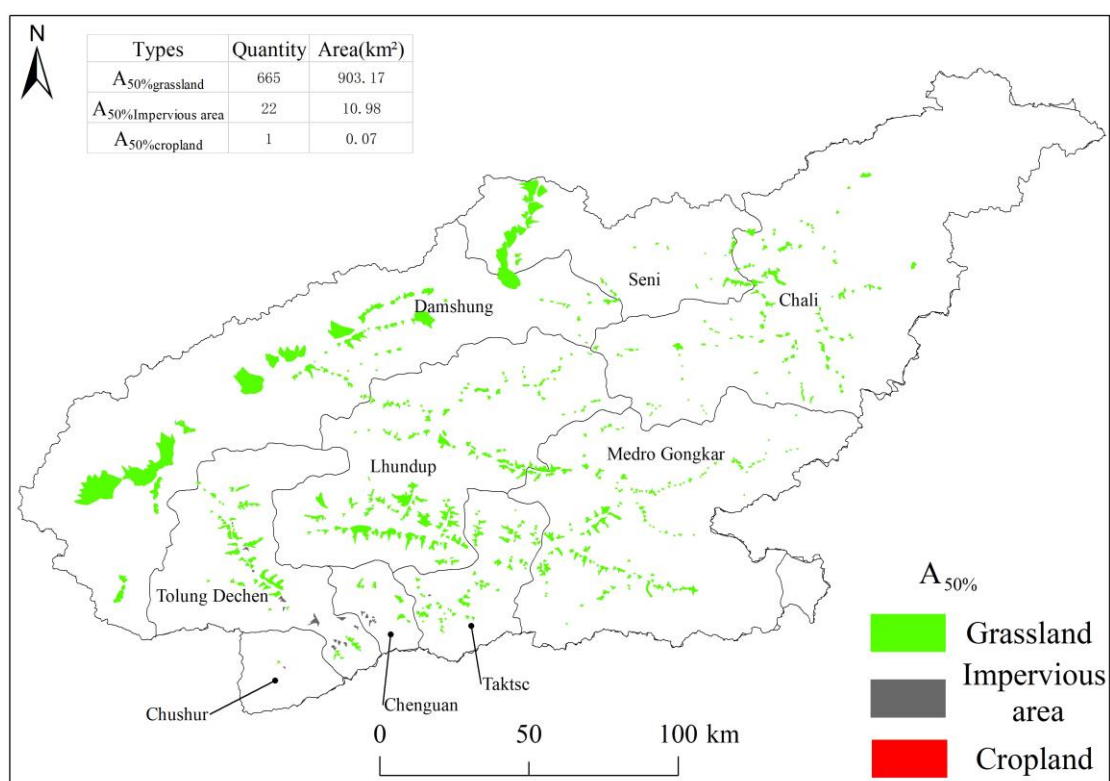 N
Types Quantity Area(km²)
A50%grassland 665 903.17
A50%Impervious area 22 10.98
A50%cropland 1 0.07
Seni
Damshung
Chali
Lhundup
Medro Gongkar
Tolung Dechen
Taktsc
Chenguan
Chushur
A50%
Grassland
Impervious
area
Cropland
0 50 100 km